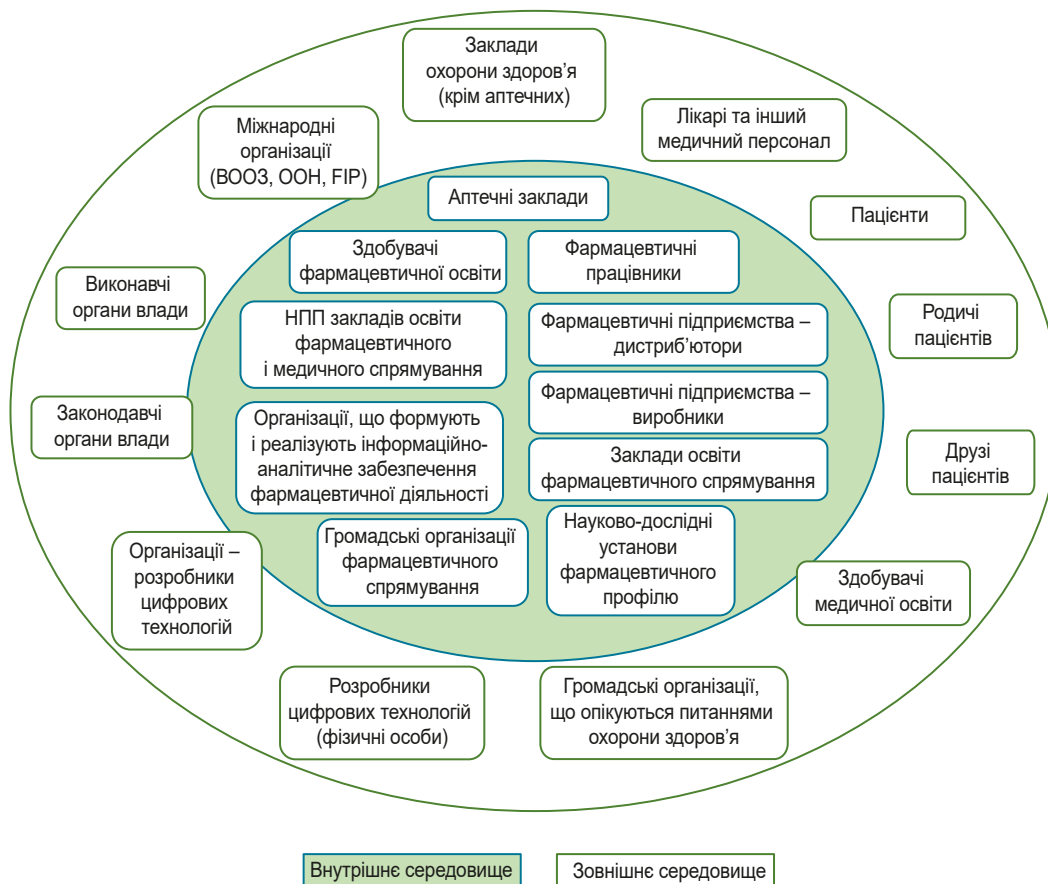 Заклади
охорони здоров’я
(крім аптечних)
Міжнародні
організації
(ВООЗ, ООН, FIP)
Лікарі та інший
медичний персонал
Аптечні заклади
Пацієнти
Здобувачі
фармацевтичної освіти
Фармацевтичні
працівники
Виконавчі
органи влади
НПП закладів освіти
фармацевтичного
і медичного спрямування
Фармацевтичні підприємства –
дистриб’ютори
Родичі
пацієнтів
Фармацевтичні підприємства –
виробники
Законодавчі
органи влади
Організації, що формують
і реалізують інформаційно-
аналітичне забезпечення
фармацевтичної діяльності
Заклади освіти
фармацевтичного спрямування
Друзі
пацієнтів
Організації –
розробники
цифрових
технологій
Громадські організації
фармацевтичного
спрямування
Науково-дослідні
установи
фармацевтичного
профілю
Здобувачі
медичної освіти
Розробники
цифрових технологій
(фізичні особи)
Громадські організації,
що опікуються питаннями
охорони здоров’я
Внутрішнє середовище
Зовнішнє середовище